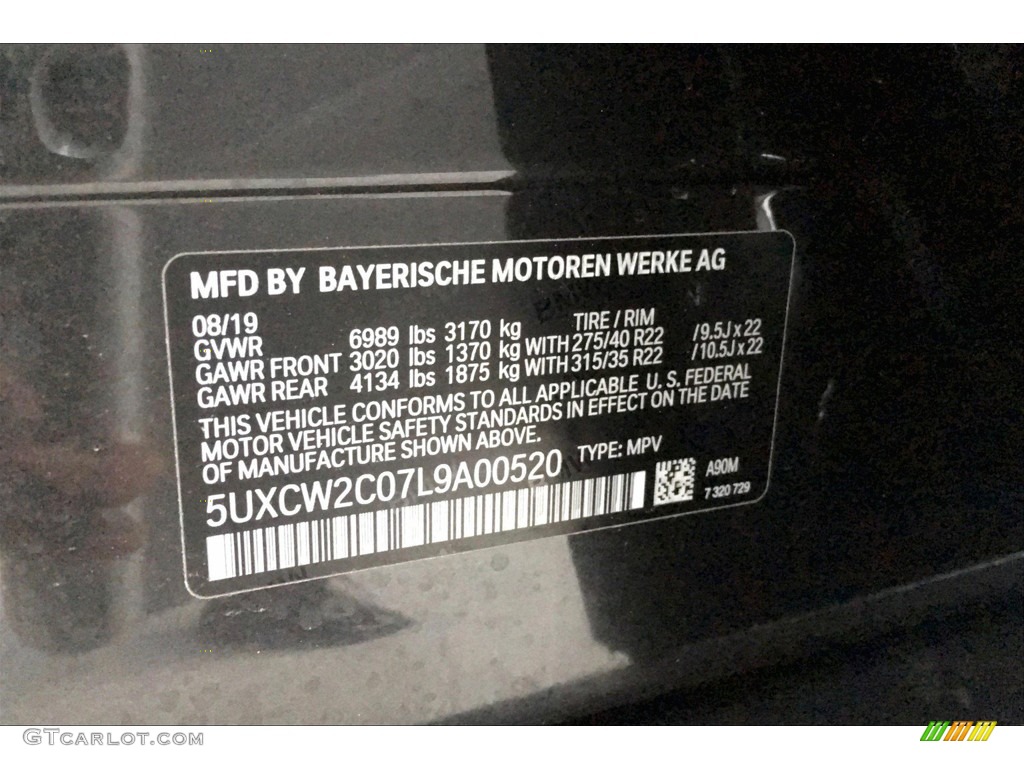 MFD BY BAYERISCHE MOTOREN WERKE AG
08/19 TIRE / RIM
GVWR 6989 lbs 3170 kg
GAWR FRONT 3020 lbs 1370 kg WITH 275/40 R22 /9.5J x 22
GAWR REAR 4134 lbs 1875 kg WITH 315/35 R22 /10.5J x 22
THIS VEHICLE CONFORMS TO ALL APPLICABLE U. S. FEDERAL
MOTOR VEHICLE SAFETY STANDARDS IN EFFECT ON THE DATE
OF MANUFACTURE SHOWN ABOVE.
5UXCW2C07L9A00520 TYPE: MPV
A90M
7 320 729
GTCarlot.com